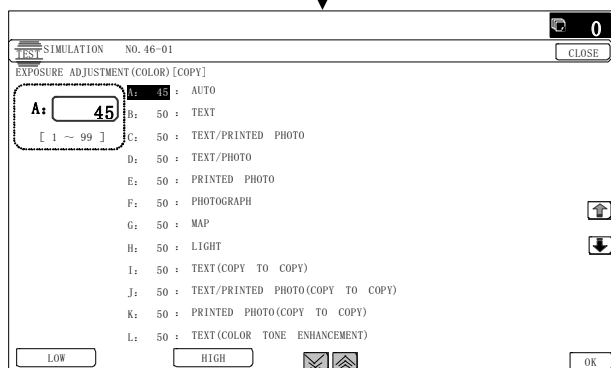 0
TEST SIMULATION NO. 46-01
CLOSE
EXPOSURE ADJUSTMENT(COLOR)[COPY]
A: 45
[ 1 ~ 99 ]
A: 45 : AUTO
B: 50 : TEXT
C: 50 : TEXT/PRINTED PHOTO
D: 50 : TEXT/PHOTO
E: 50 : PRINTED PHOTO
F: 50 : PHOTOGRAPH
G: 50 : MAP
H: 50 : LIGHT
I: 50 : TEXT(COPY TO COPY)
J: 50 : TEXT/PRINTED PHOTO(COPY TO COPY)
K: 50 : PRINTED PHOTO(COPY TO COPY)
L: 50 : TEXT(COLOR TONE ENHANCEMENT)
LOW
HIGH
OK